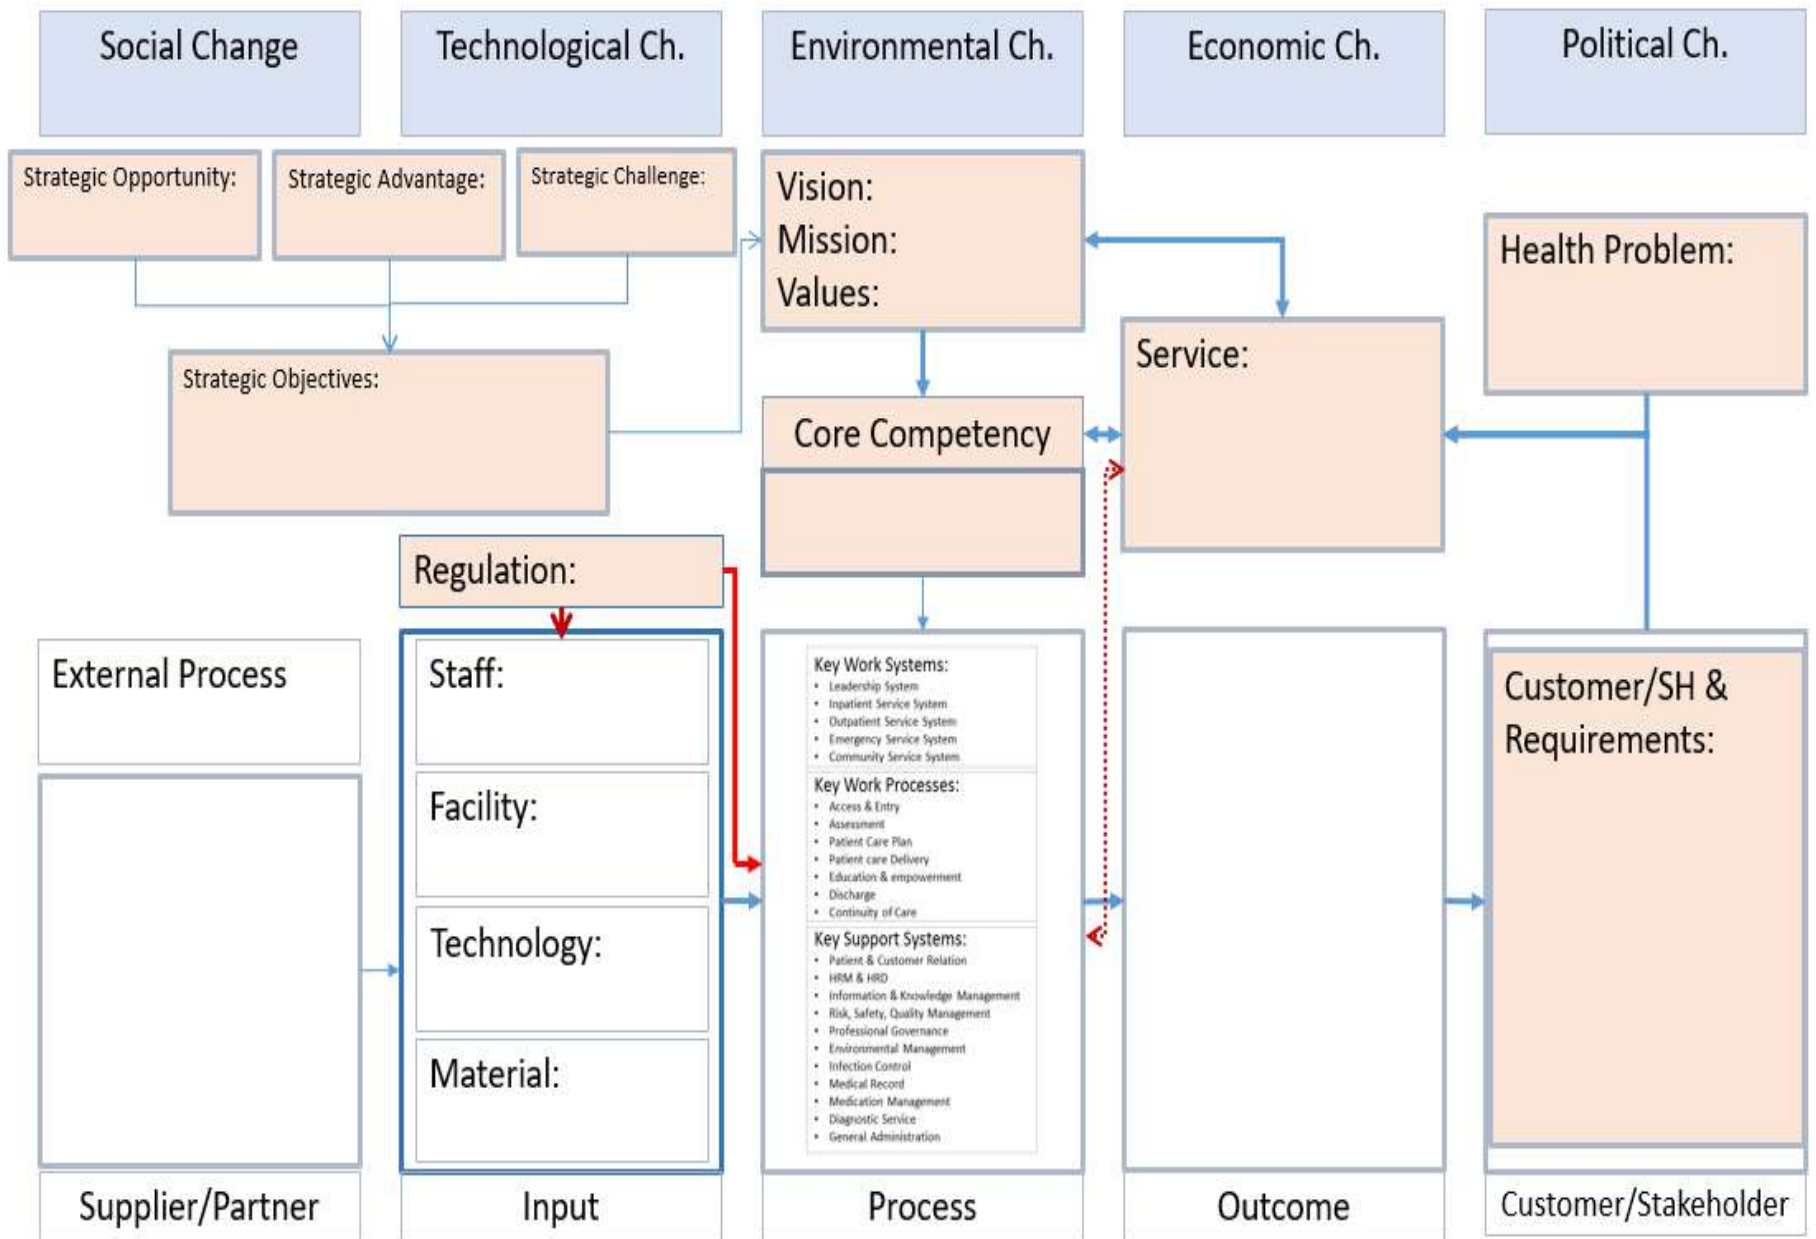 Social Change
Technological Ch.
Environmental Ch.
Economic Ch.
Political Ch.
Strategic Opportunity:
Strategic Advantage:
Strategic Challenge:
Vision:
Mission:
Values:
Health Problem:
Service:
Strategic Objectives:
Core Competency
Regulation:
External Process
Staff:
Facility:
Technology:
Material:
Key Work Systems:
• Leadership System
• Inpatient Service System
• Outpatient Service System
• Emergency Service System
• Community Service System
Key Work Processes:
• Access & Entry
• Assessment
• Patient Care Plan
• Patient care Delivery
• Education & empowerment
• Discharge
• Continuity of Care
Key Support Systems:
• Patient & Customer Relation
• HRM & HRD
• Information & Knowledge Management
• Risk, Safety, Quality Management
• Professional Governance
• Environmental Management
• Infection Control
• Medical Record
• Medication Management
• Diagnostic Service
• General Administration
Customer/SH &
Requirements:
Supplier/Partner
Input
Process
Outcome
Customer/Stakeholder